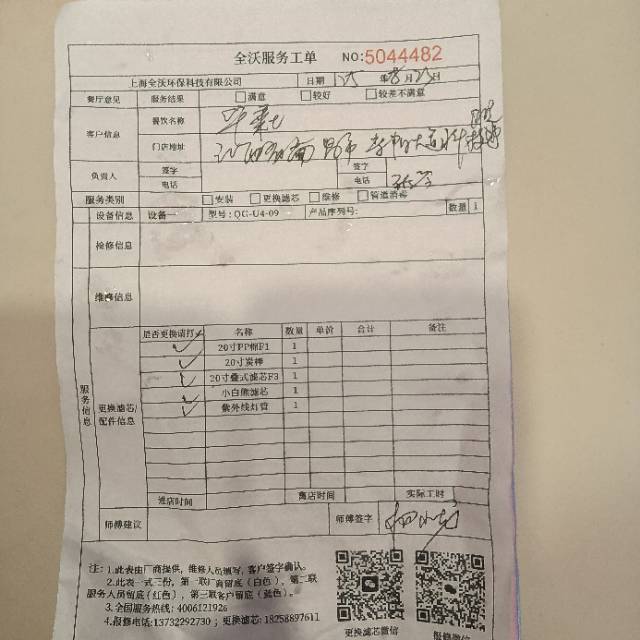 全沃服务工单 NO:5044482
上海全沃环保科技有限公司 日期 年 月 日
餐厅意见 服务结果 满意 较好 较差不满意
客户信息 餐饮名称
门店地址
负责人 签字 签字
电话 电话
服务类别 安装 更换滤芯 维修 管道消毒
设备信息 设备一 型号:QG-U4-09 产品序列号: 数量 1
检修信息
维修信息
服务信息 更换滤芯/配件信息
是否更换请打✓ 名称 数量 单价 合计 备注
✓ 20寸PP棉F1 1
✓ 20寸炭棒 1
✓ 20寸叠式滤芯F3 1
✓ 小白熊滤芯 1
✓ 紫外线灯管 1
进店时间 离店时间 实际工时
师傅建议 师傅签字
注:1.此表由厂商提供,维修人员填写,客户签字确认。
2.此表一式三份,第一联厂商留底(白色),第二联
服务人员留底(红色),第三联客户留底(蓝色)。
3.全国服务热线:4006121926
4.报修电话:13732292730;更换滤芯:18258897611
更换滤芯微信 报修微信